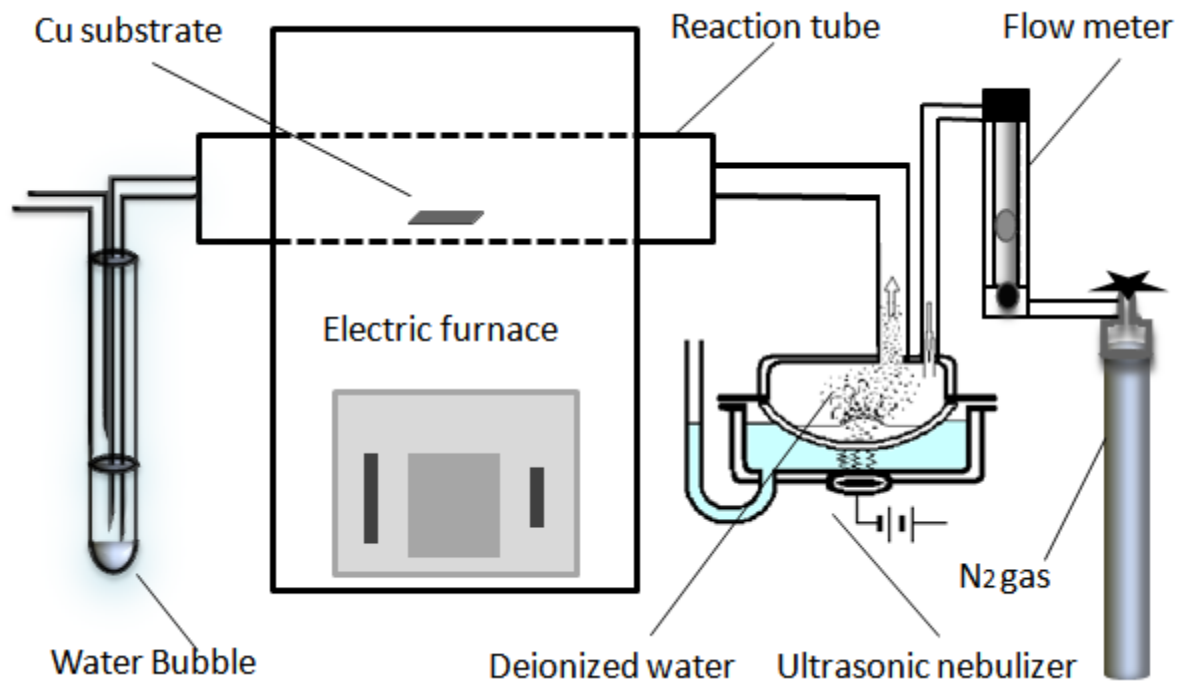 Cu substrate
Reaction tube
Flow meter
Electric furnace
N2 gas
Water Bubble
Deionized water
Ultrasonic nebulizer